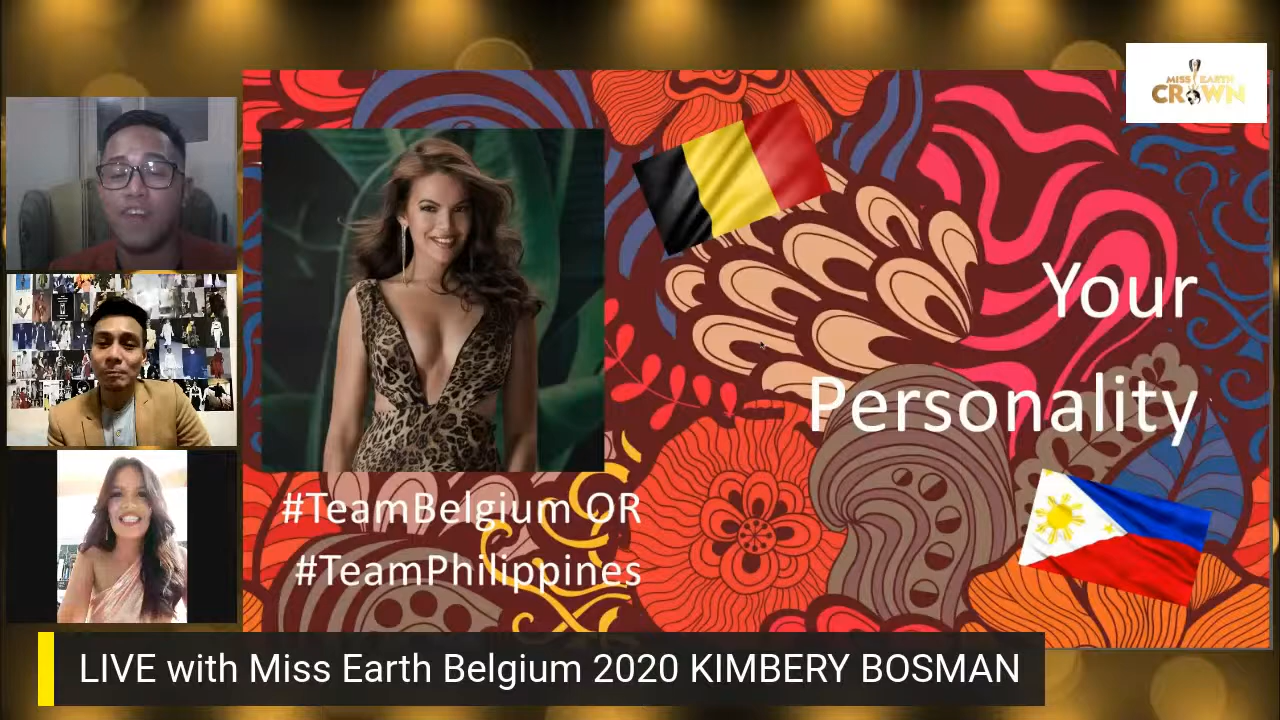 MISS EARTH
CROWN
Your
Personality
#TeamBelgium OR
#TeamPhilippines
LIVE with Miss Earth Belgium 2020 KIMBERY BOSMAN